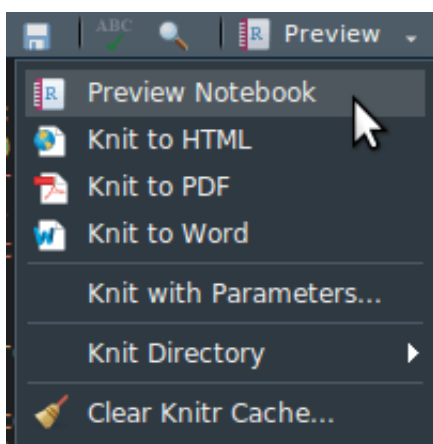 ABC R Preview
R Preview Notebook
Knit to HTML
Knit to PDF
W Knit to Word
Knit with Parameters...
Knit Directory
Clear Knitr Cache...